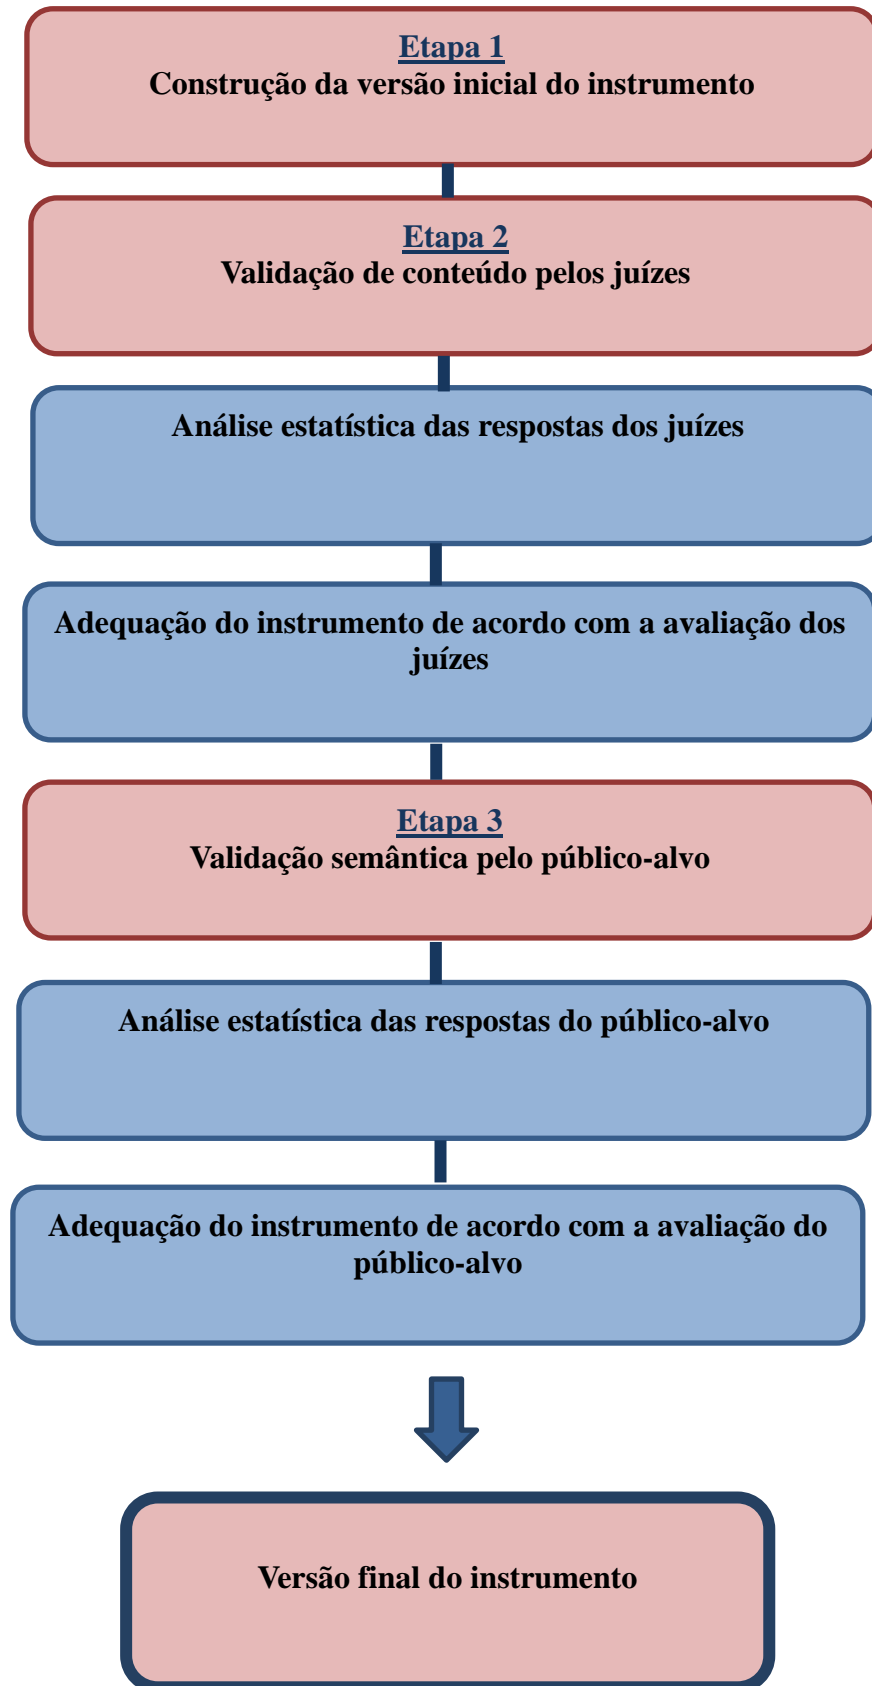 Etapa 1
Construção da versão inicial do instrumento
Etapa 2
Validação de conteúdo pelos juízes
Análise estatística das respostas dos juízes
Adequação do instrumento de acordo com a avaliação dos
juízes
Etapa 3
Validação semântica pelo público-alvo
Análise estatística das respostas do público-alvo
Adequação do instrumento de acordo com a avaliação do
público-alvo
Versão final do instrumento